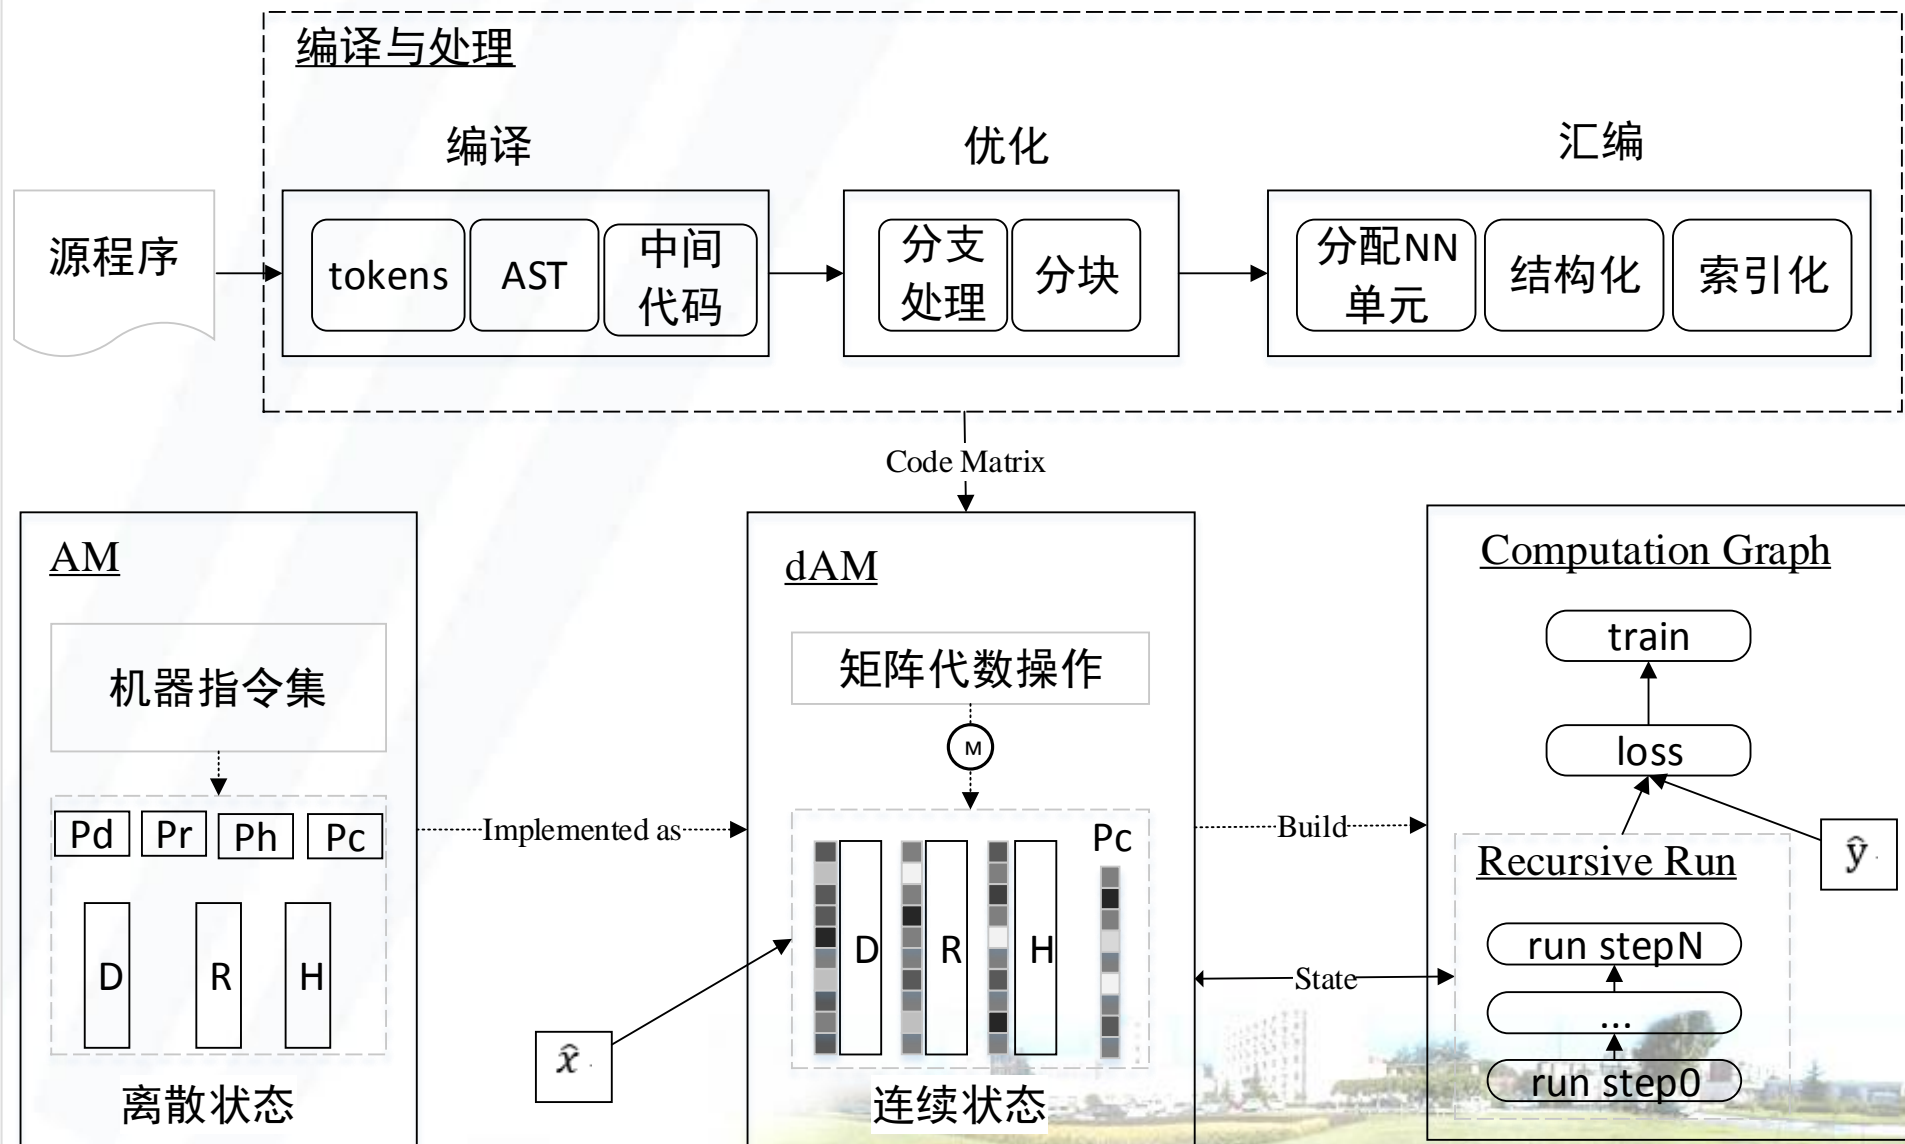 编译与处理
编译
优化
汇编
源程序
tokens
AST
中间
代码
分支
处理
分块
分配NN
单元
结构化
索引化
Code Matrix
AM
机器指令集
Pd
Pr
Ph
Pc
D
R
H
离散状态
Implemented as
dAM
矩阵代数操作
M
Pc
D
R
H
连续状态
x̂
Build
State
Computation Graph
train
loss
ŷ
Recursive Run
run stepN
...
run step0